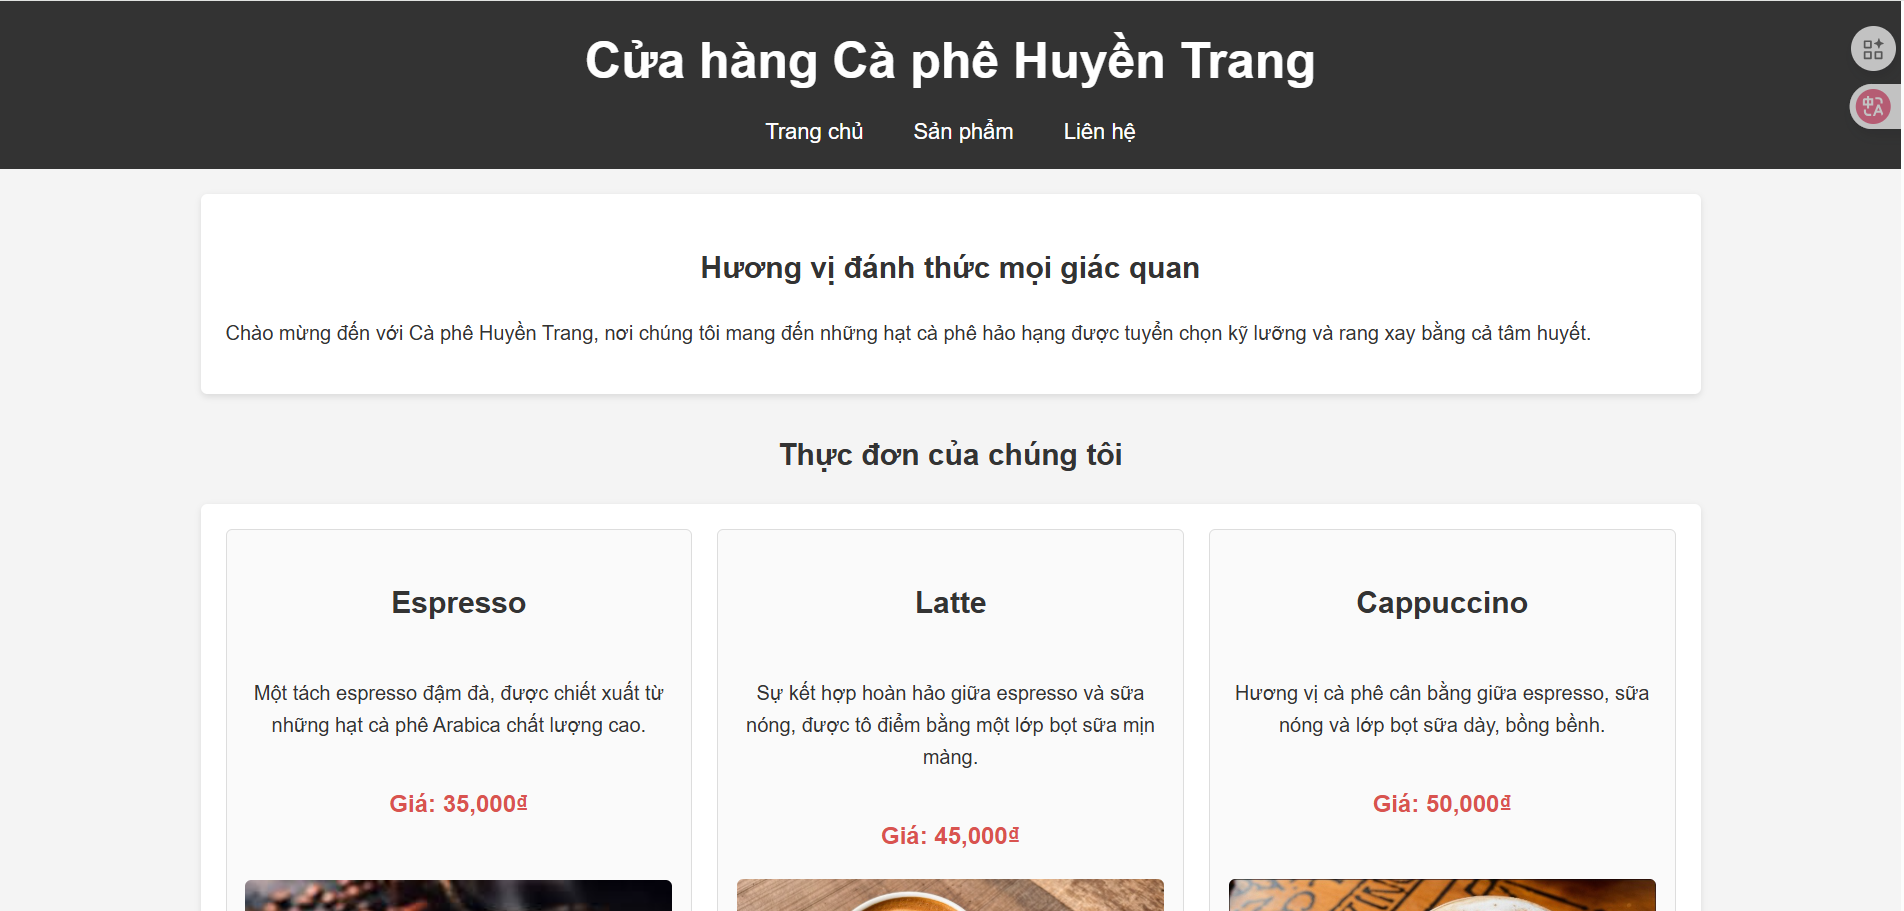 Cửa hàng Cà phê Huyền Trang
Trang chủ Sản phẩm Liên hệ
Hương vị đánh thức mọi giác quan
Chào mừng đến với Cà phê Huyền Trang, nơi chúng tôi mang đến những hạt cà phê hảo hạng được tuyển chọn kỹ lưỡng và rang xay bằng cả tâm huyết.
Thực đơn của chúng tôi
Espresso
Một tách espresso đậm đà, được chiết xuất từ
những hạt cà phê Arabica chất lượng cao.
Giá: 35,000₫
Latte
Sự kết hợp hoàn hảo giữa espresso và sữa
nóng, được tô điểm bằng một lớp bọt sữa mịn
màng.
Giá: 45,000₫
Cappuccino
Hương vị cà phê cân bằng giữa espresso, sữa
nóng và lớp bọt sữa dày, bồng bềnh.
Giá: 50,000₫